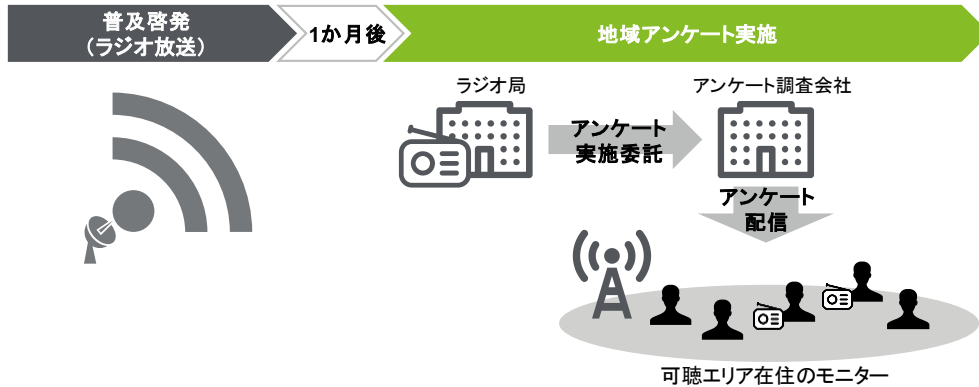 普及啓発
(ラジオ放送)
1か月後
地域アンケート実施
ラジオ局
アンケート調査会社
アンケート
実施委託
アンケート
配信
可聴エリア在住のモニター